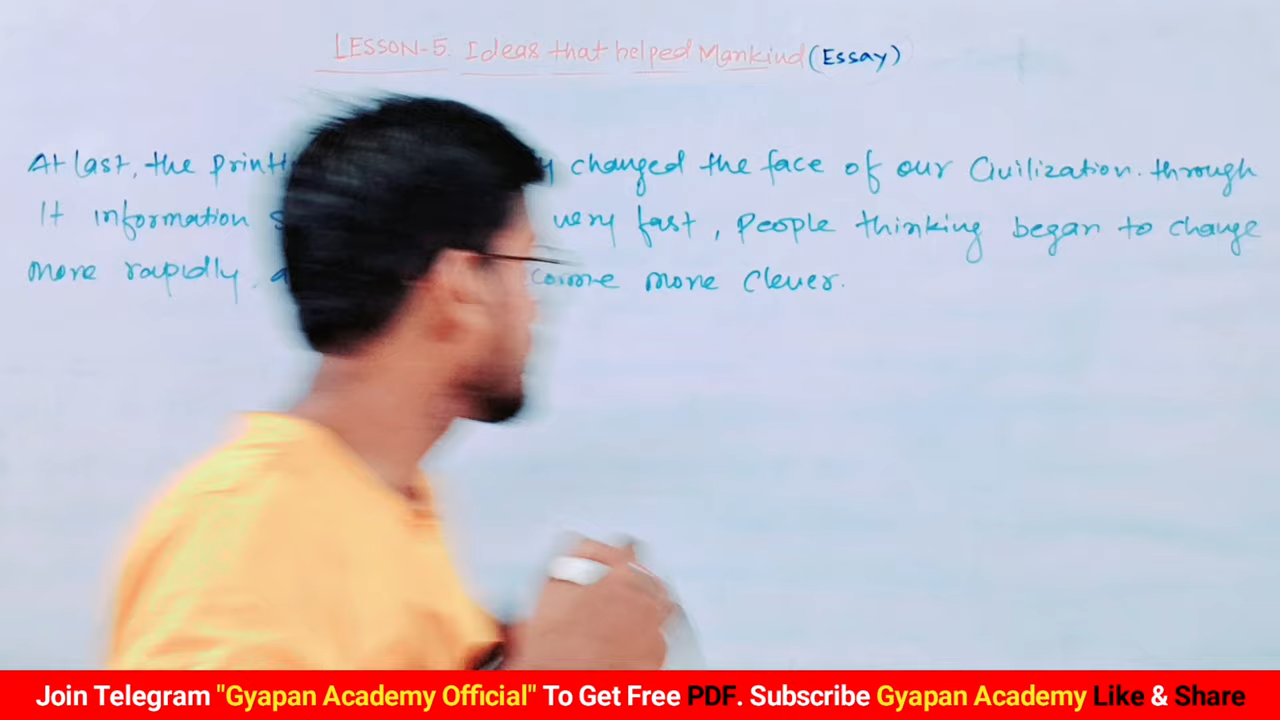 LESSON-5. Ideas that helped Mankind (Essay)
At last, the changed the face of our Civilization. through
It information very fast, people thinking began to change
more rapidly more clever.
Join Telegram "Gyapan Academy Official" To Get Free PDF. Subscribe Gyapan Academy Like & Share